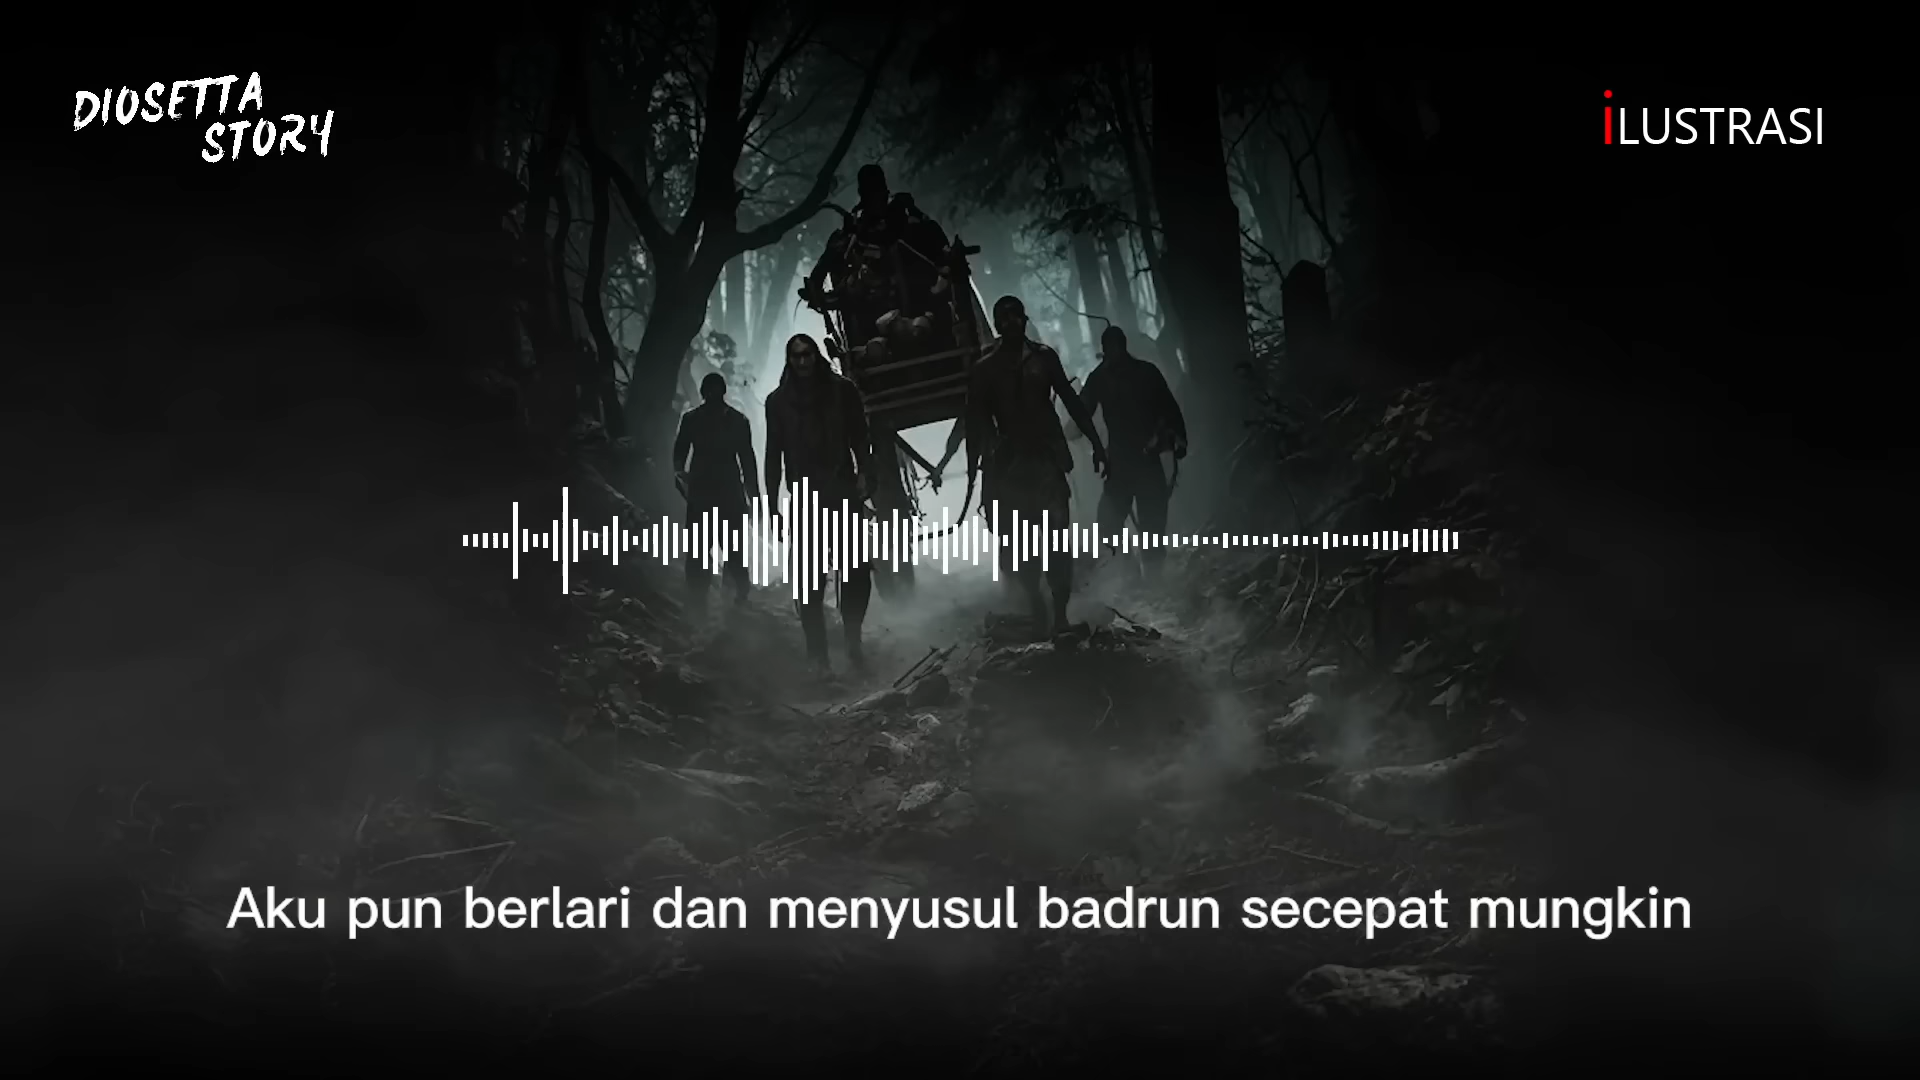 DIOSETTA
STORY
iLUSTRASI
Aku pun berlari dan menyusul badrun secepat mungkin